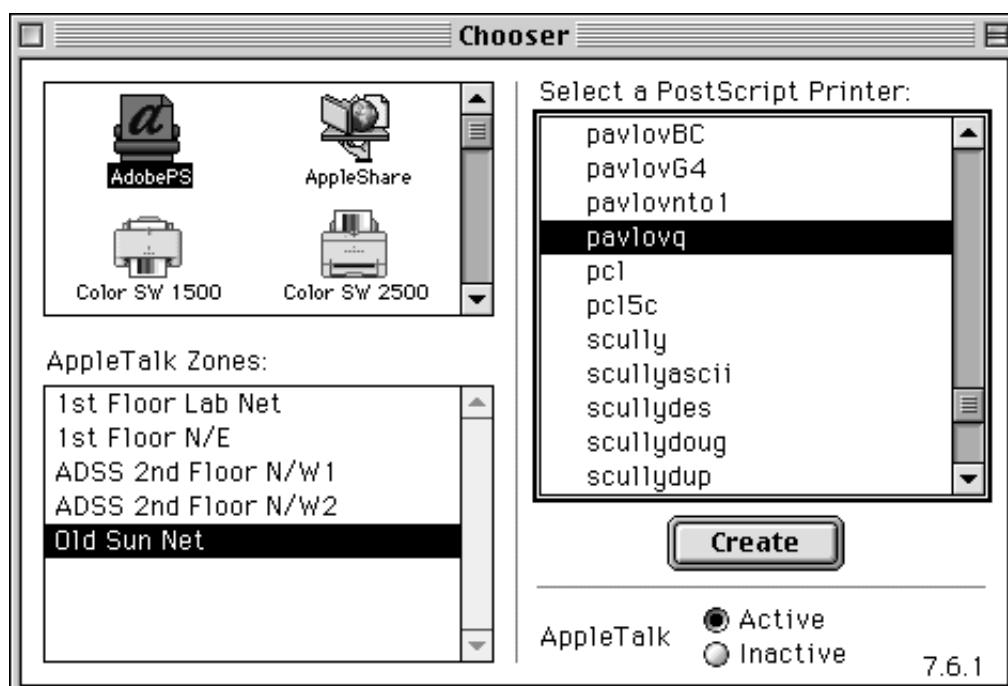 Chooser
AdobePS
AppleShare
Color SW 1500
Color SW 2500
AppleTalk Zones:
1st Floor Lab Net
1st Floor N/E
ADSS 2nd Floor N/W1
ADSS 2nd Floor N/W2
Old Sun Net
Select a PostScript Printer:
pavlovBC
pavlovG4
pavlovnto1
pavlovq
pcl
pcl5c
scully
scullyascii
scullydes
scullydoug
scullydup
Create
AppleTalk
Active
Inactive
7.6.1